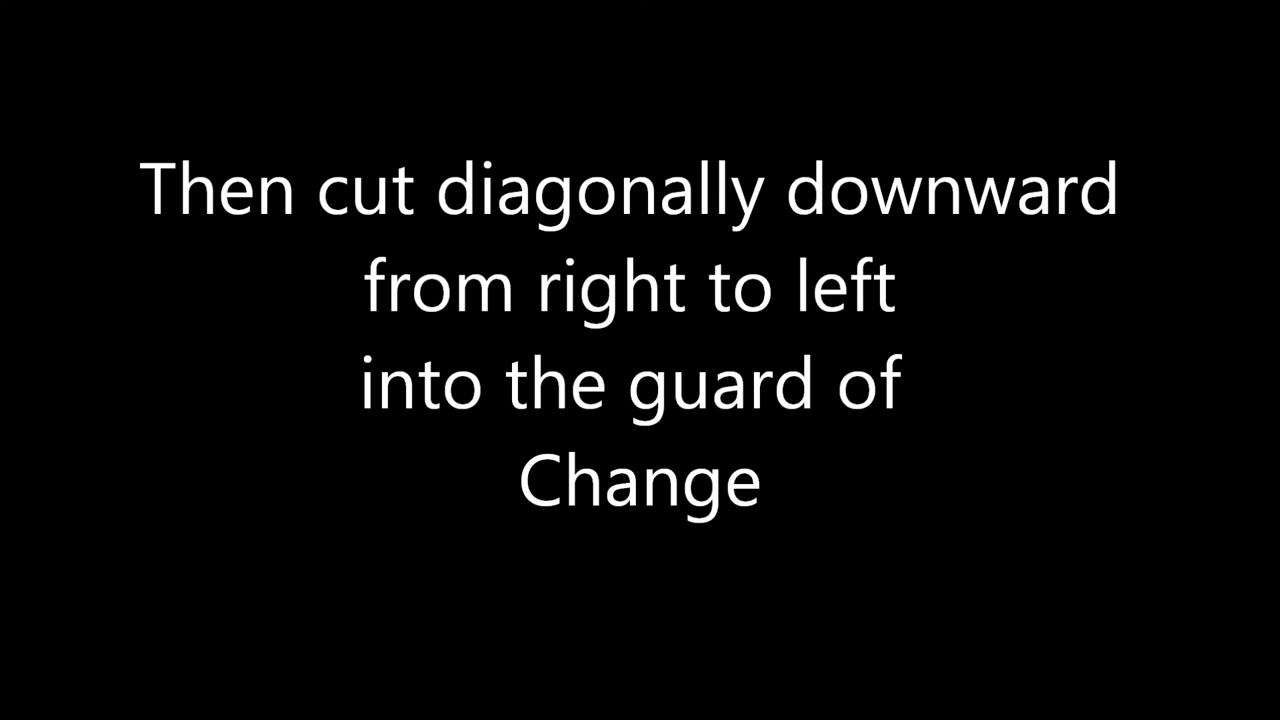 Then cut diagonally downward
from right to left
into the guard of
Change